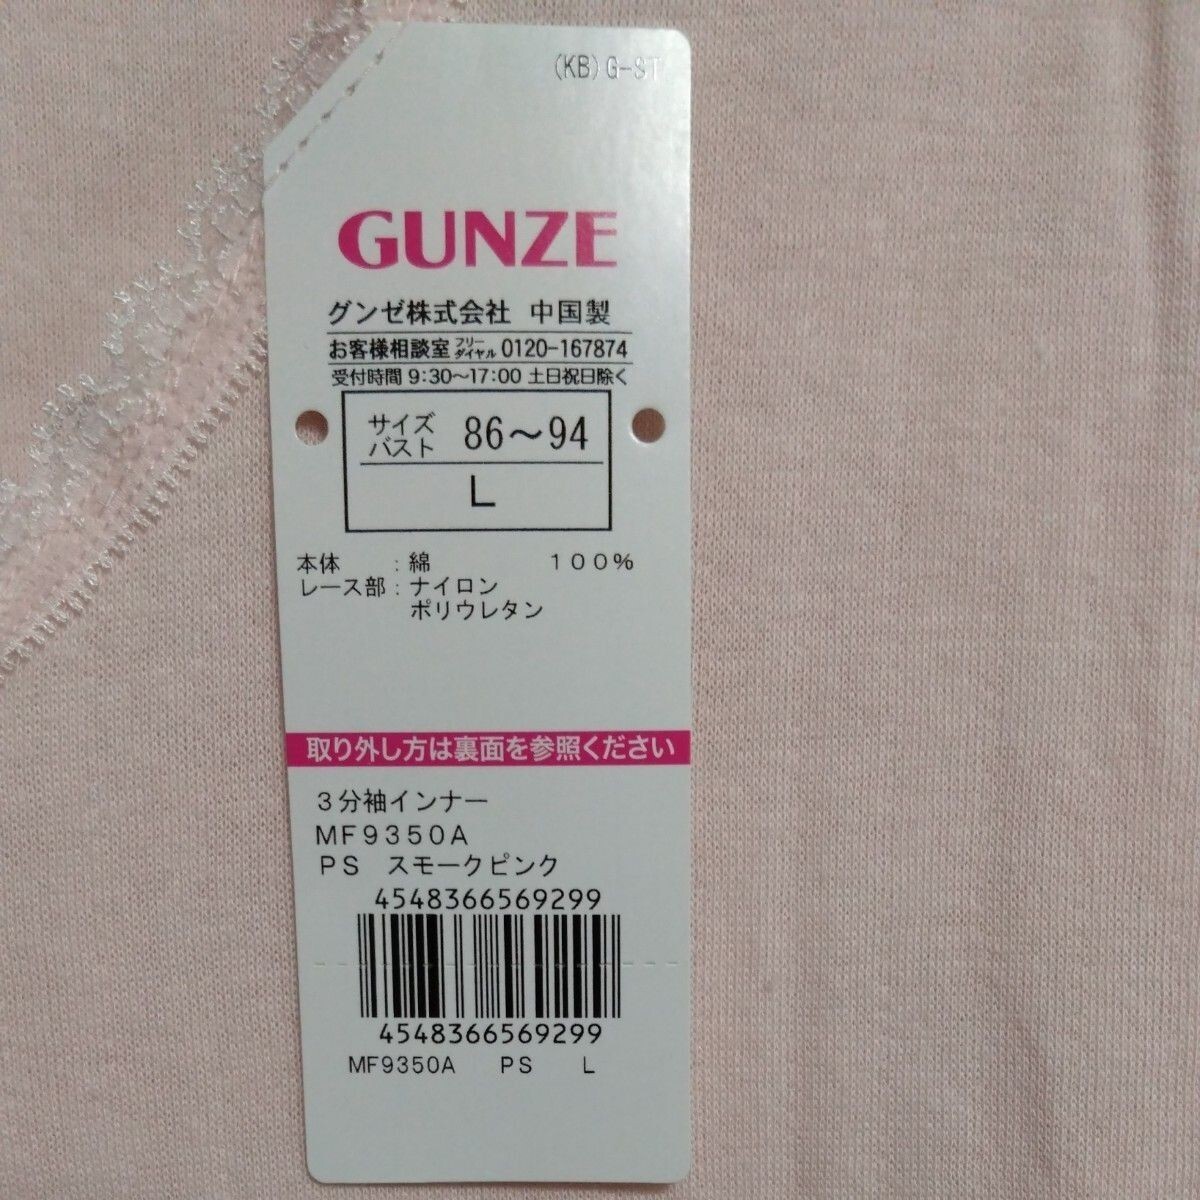 (KB)G-ST
GUNZE
グンゼ株式会社 中国製
お客様相談室 フリーダイヤル 0120-167874
受付時間 9:30～17:00 土日祝日除く
サイズ
バスト 86～94
L
本体 :綿 100%
レース部:ナイロン
ポリウレタン
取り外し方は裏面を参照ください
3分袖インナー
MF9350A
PS スモークピンク
4548366569299
4548366569299
MF9350A PS L